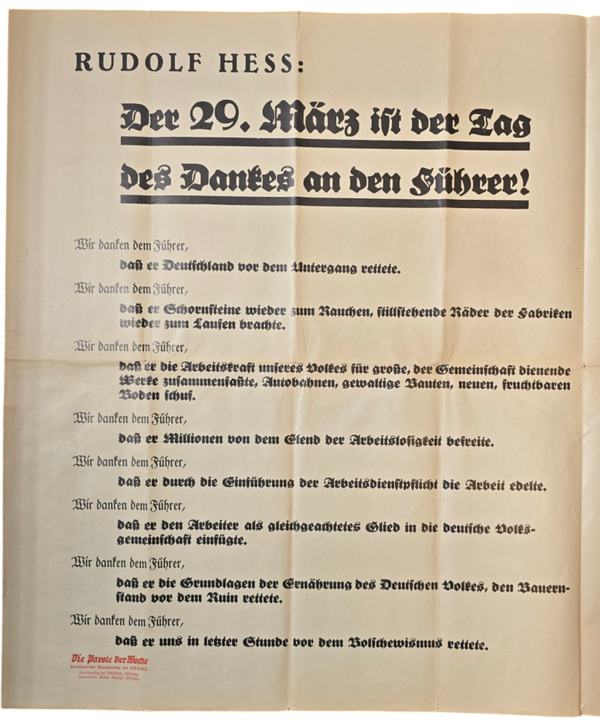 RUDOLF HESS:
Der 29. März ist der Tag
des Dankes an den Führer!
Wir danken dem Führer,
daß er Deutschland vor dem Untergang rettete.
Wir danken dem Führer,
daß er Schornsteine wieder zum Rauchen, stillstehende Räder der Fabriken
wieder zum Laufen brachte.
Wir danken dem Führer,
daß er die Arbeitskraft unseres Volkes für große, der Gemeinschaft dienende
Werke zusammenfaßte, Autobahnen, gewaltige Bauten, neuen, fruchtbaren
Boden schuf.
Wir danken dem Führer,
daß er Millionen von dem Elend der Arbeitslosigkeit befreite.
Wir danken dem Führer,
daß er durch die Einführung der Arbeitsdienstpflicht die Arbeit edelte.
Wir danken dem Führer,
daß er den Arbeiter als gleichgeachtetes Glied in die deutsche Volks-
gemeinschaft einfügte.
Wir danken dem Führer,
daß er die Grundlagen der Ernährung des Deutschen Volkes, den Bauern-
stand vor dem Ruin rettete.
Wir danken dem Führer,
daß er uns in letzter Stunde vor dem Bolschewismus rettete.
Die Parole der Woche